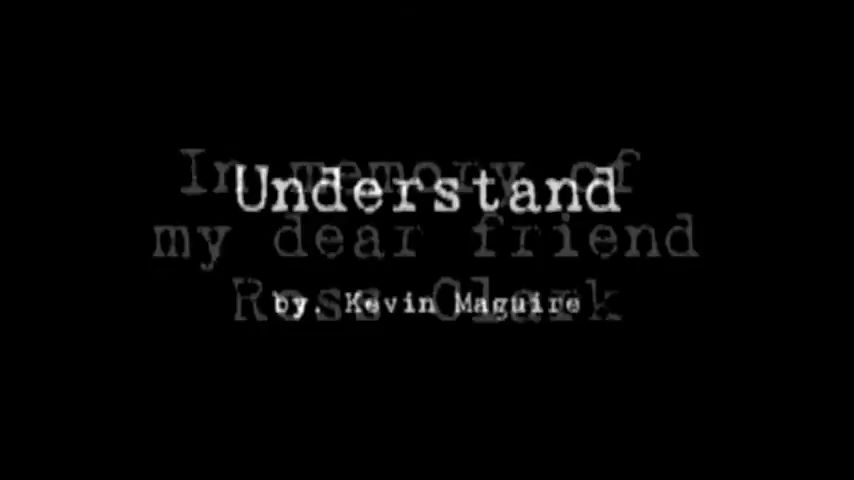 In memory of
Understand
my dear friend
Ross Clark
by. Kevin Maguire